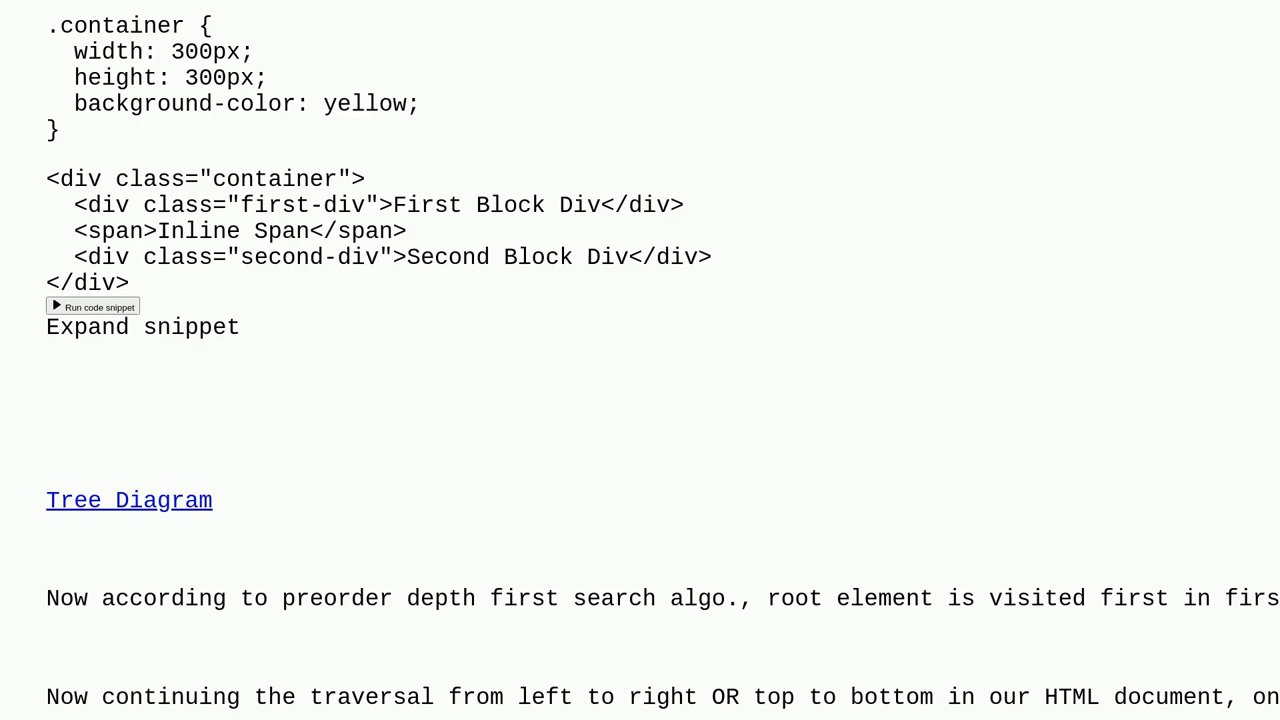 .container {
  width: 300px;
  height: 300px;
  background-color: yellow;
}
<div class="container">
  <div class="first-div">First Block Div</div>
  <span>Inline Span</span>
  <div class="second-div">Second Block Div</div>
</div>
Run code snippet
Expand snippet
Tree Diagram
Now according to preorder depth first search algo., root element is visited first in firs
Now continuing the traversal from left to right OR top to bottom in our HTML document, on